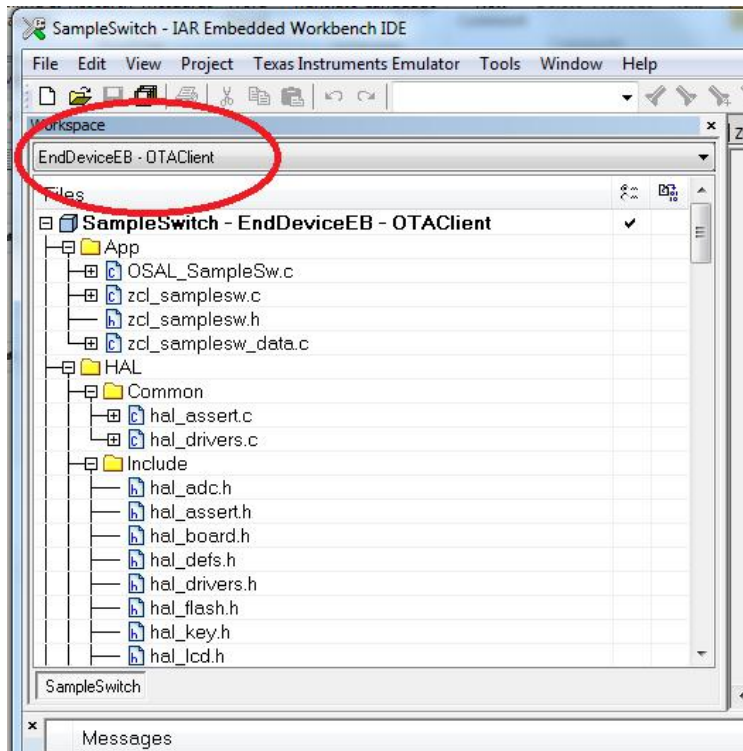 SampleSwitch - IAR Embedded Workbench IDE
File Edit View Project Texas Instruments Emulator Tools Window Help
Workspace
EndDeviceEB - OTAClient
Files
SampleSwitch - EndDeviceEB - OTAClient
App
OSAL_SampleSw.c
zcl_samplesw.c
zcl_samplesw.h
zcl_samplesw_data.c
HAL
Common
hal_assert.c
hal_drivers.c
Include
hal_adc.h
hal_assert.h
hal_board.h
hal_defs.h
hal_drivers.h
hal_flash.h
hal_key.h
hal_lcd.h
SampleSwitch
Messages